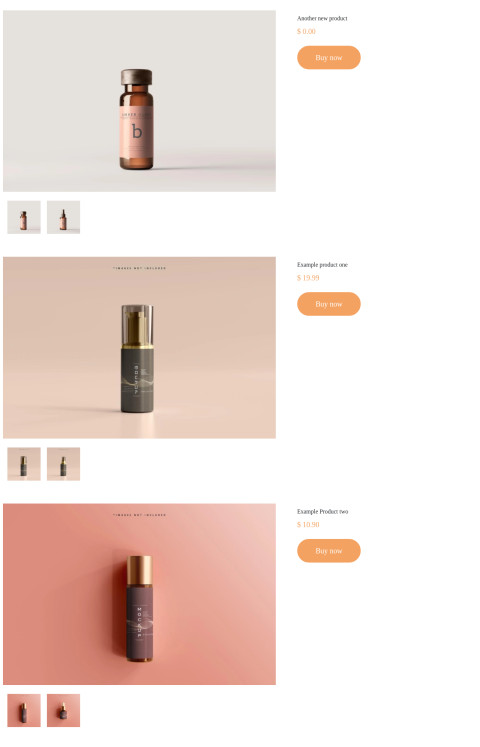 Another new product
$ 0.00
Buy now
b
*IMAGES NOT INCLUDED
Example product one
$ 19.99
Buy now
*IMAGES NOT INCLUDED
Example Product two
$ 10.98
Buy now